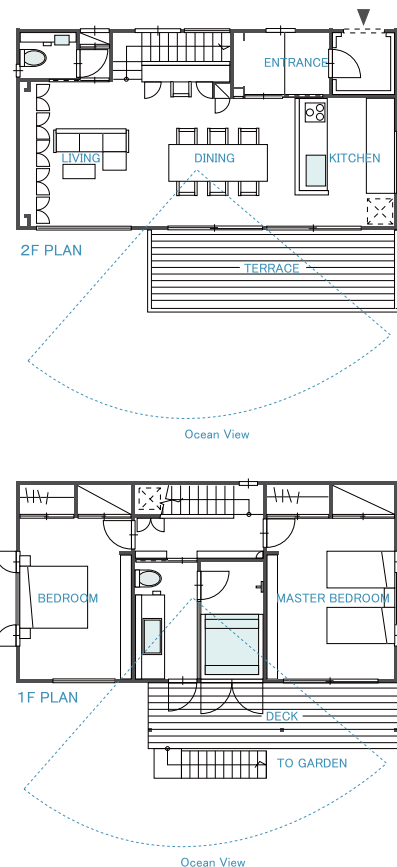 ENTRANCE
LIVING
DINING
KITCHEN
2F PLAN
TERRACE
Ocean View
BEDROOM
MASTER BEDROOM
1F PLAN
DECK
TO GARDEN
Ocean View